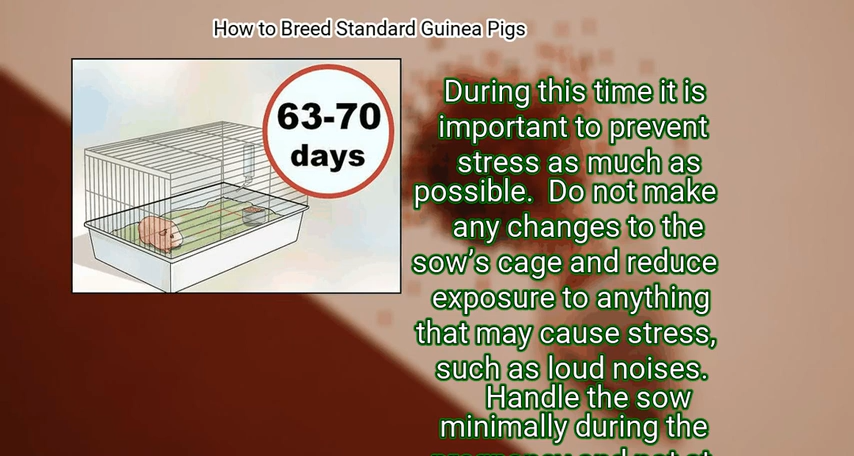 How to Breed Standard Guinea Pigs
63-70
days
During this time it is
important to prevent
stress as much as
possible.  Do not make
any changes to the
sow’s cage and reduce
exposure to anything
that may cause stress,
such as loud noises.
Handle the sow
minimally during the